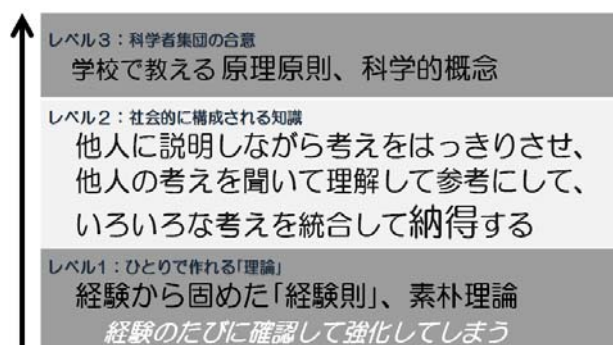 レベル3：科学者集団の合意
学校で教える原理原則、科学的概念
レベル2：社会的に構成される知識
他人に説明しながら考えをはっきりさせ、
他人の考えを聞いて理解して参考にして、
いろいろな考えを統合して納得する
レベル1：ひとりで作れる「理論」
経験から固めた「経験則」、素朴理論
経験のたびに確認して強化してしまう